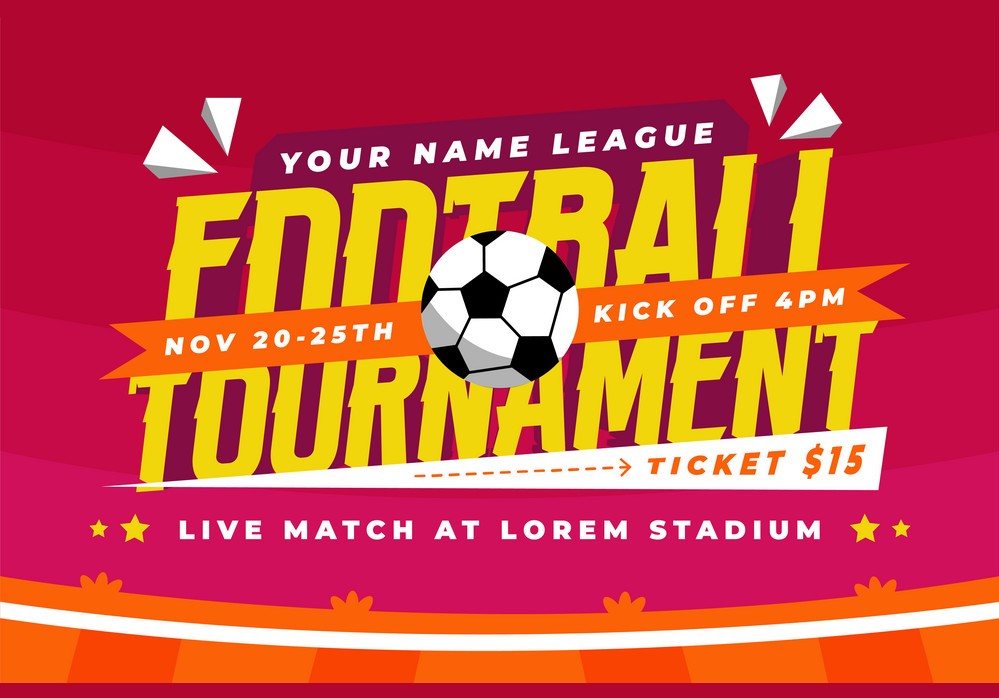 YOUR NAME LEAGUE
FOOTBALL
NOV 20-25TH
KICK OFF 4PM
TOURNAMENT
TICKET $15
LIVE MATCH AT LOREM STADIUM